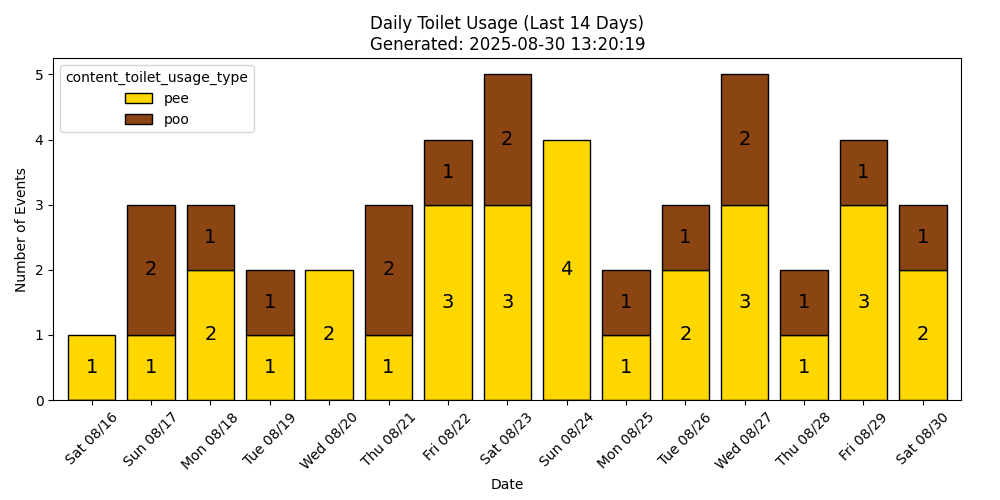 Daily Toilet Usage (Last 14 Days)
Generated: 2025-08-30 13:20:19
content_toilet_usage_type
pee
poo
Number of Events
5
4
3
2
1
0
2 2
1 1
2 1 1 2 1 1 1 1
3 3 4 3 3
2 2 2 2
1 1 1 1 1 1
Sat 08/16 Sun 08/17 Mon 08/18 Tue 08/19 Wed 08/20 Thu 08/21 Fri 08/22 Sat 08/23 Sun 08/24 Mon 08/25 Tue 08/26 Wed 08/27 Thu 08/28 Fri 08/29 Sat 08/30
Date